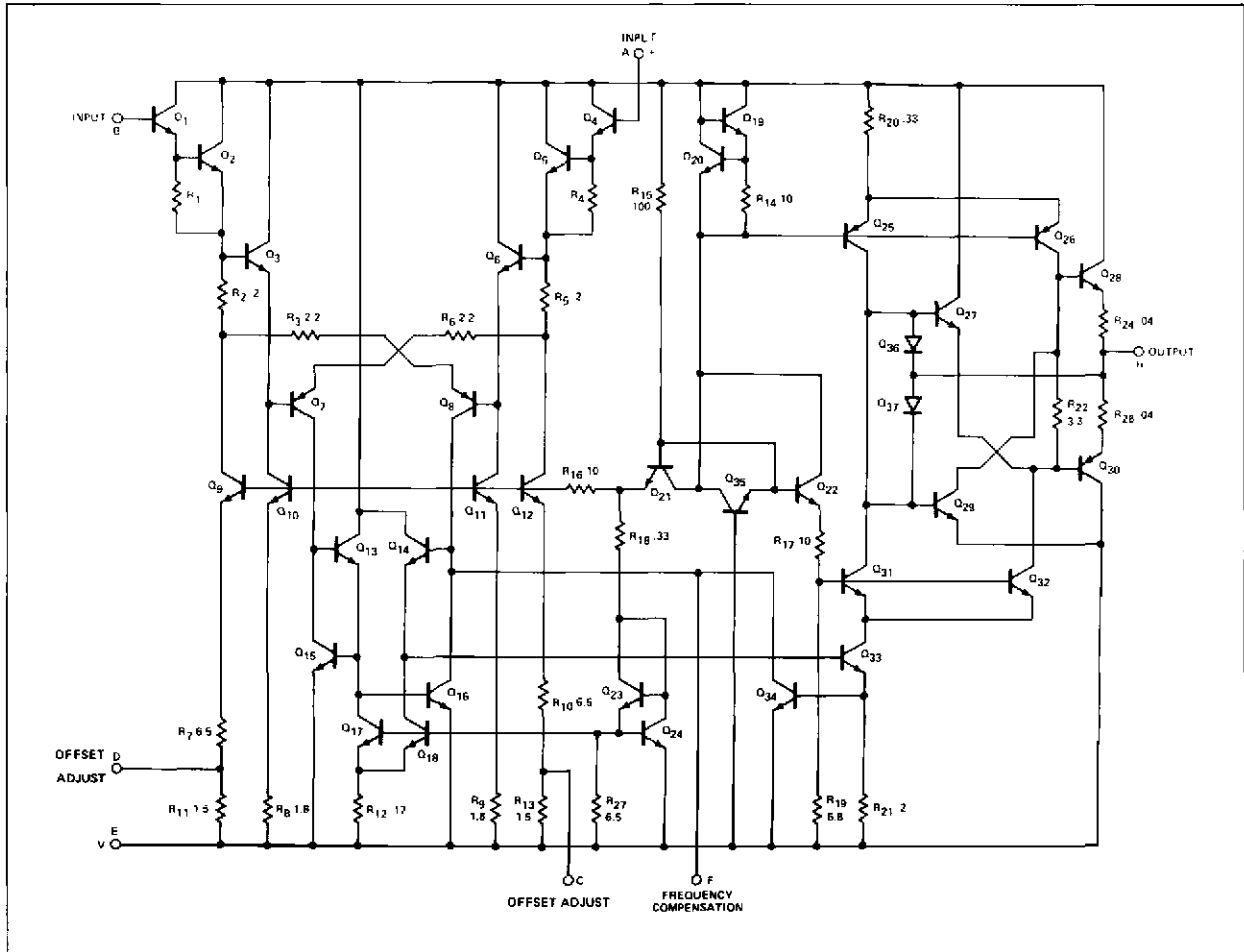 INPUT
A +
INPUT
B
Q1
Q2
R1
Q3
R2 2
R3 2.2
R6 2.2
Q4
Q5
R4
Q6
R5 2
R15
100
Q19
Q20
R14 10
R20 .33
Q25
Q26
Q27
Q28
R24 .04
OUTPUT
Q36
Q37
R22
3.3
R28 .04
Q7
Q8
Q9
Q10
Q11
Q12
R16 10
Q21
Q35
Q22
Q29
Q30
R18 .33
R17 10
Q13
Q14
Q31
Q32
Q15
Q16
Q33
Q34
R10 6.5
Q23
Q24
Q17
Q18
R7 6.5
OFFSET
ADJUST
D
R11 1.5
R8 1.8
R12 .17
R9
1.8
R13
1.5
R27
6.5
R19
6.8
R21 2
E
V
C
OFFSET ADJUST
F
FREQUENCY
COMPENSATION